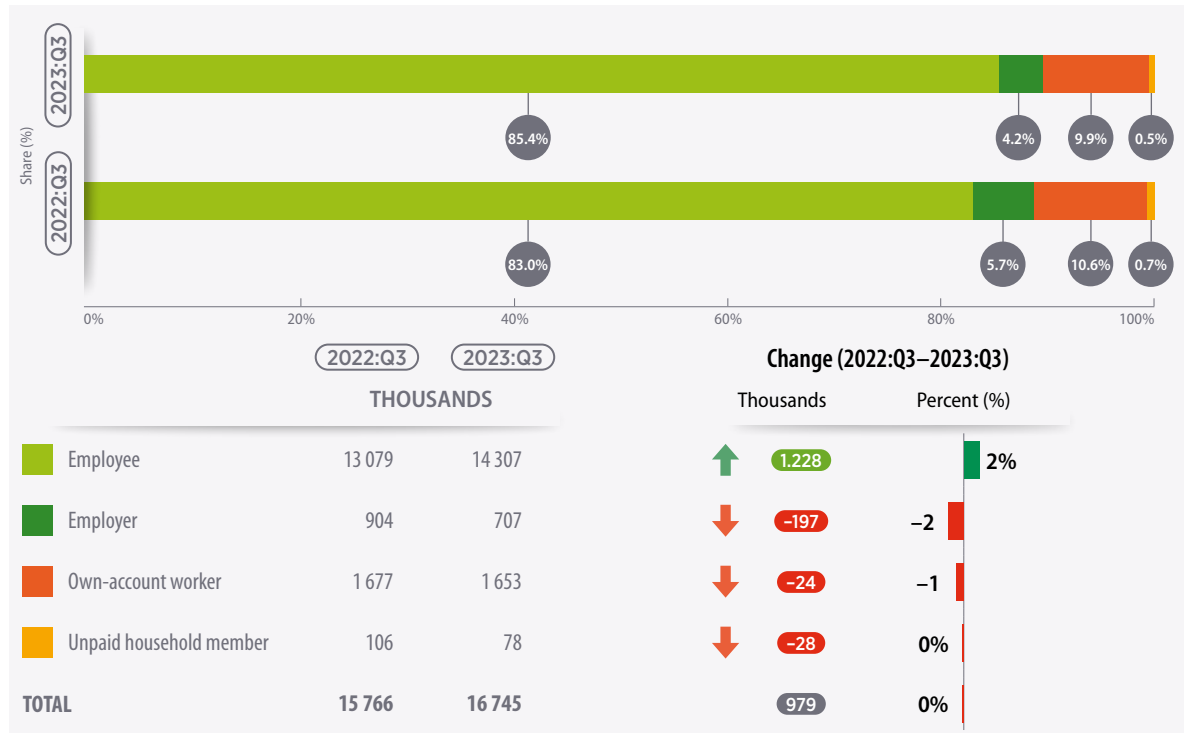 2023:Q3
85.4% 4.2% 9.9% 0.5%
Share (%)
2022:Q3
83.0% 5.7% 10.6% 0.7%
0% 20% 40% 60% 80% 100%
2022:Q3 2023:Q3 Change (2022:Q3–2023:Q3)
THOUSANDS Thousands Percent (%)
Employee 13 079 14 307 1.228 2%
Employer 904 707 –197 –2
Own-account worker 1 677 1 653 –24 –1
Unpaid household member 106 78 –28 0%
TOTAL 15 766 16 745 979 0%